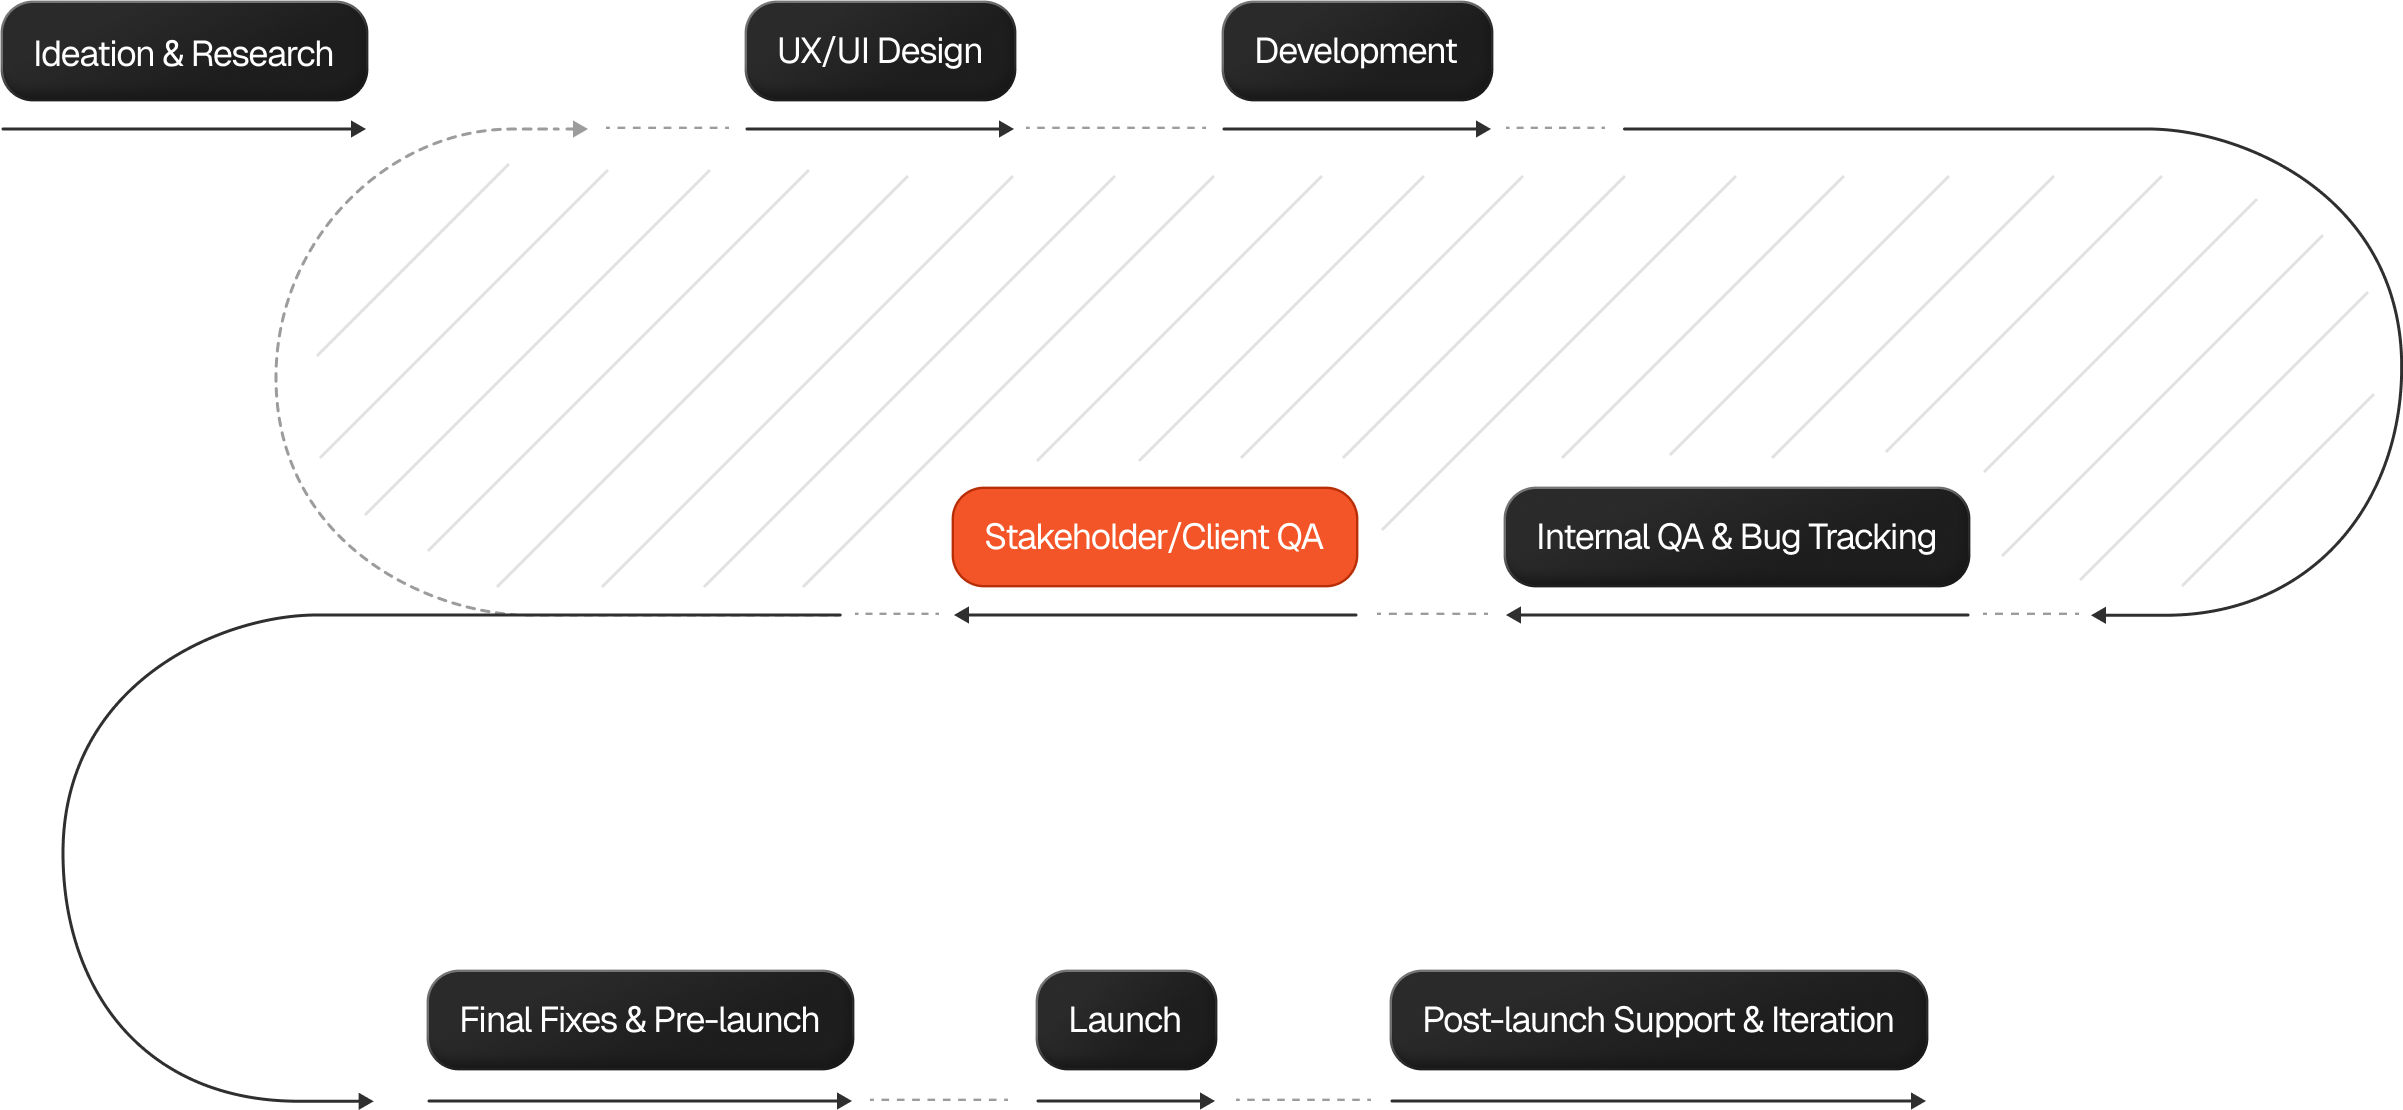 Ideation & Research
UX/UI Design
Development
Stakeholder/Client QA
Internal QA & Bug Tracking
Final Fixes & Pre-launch
Launch
Post-launch Support & Iteration